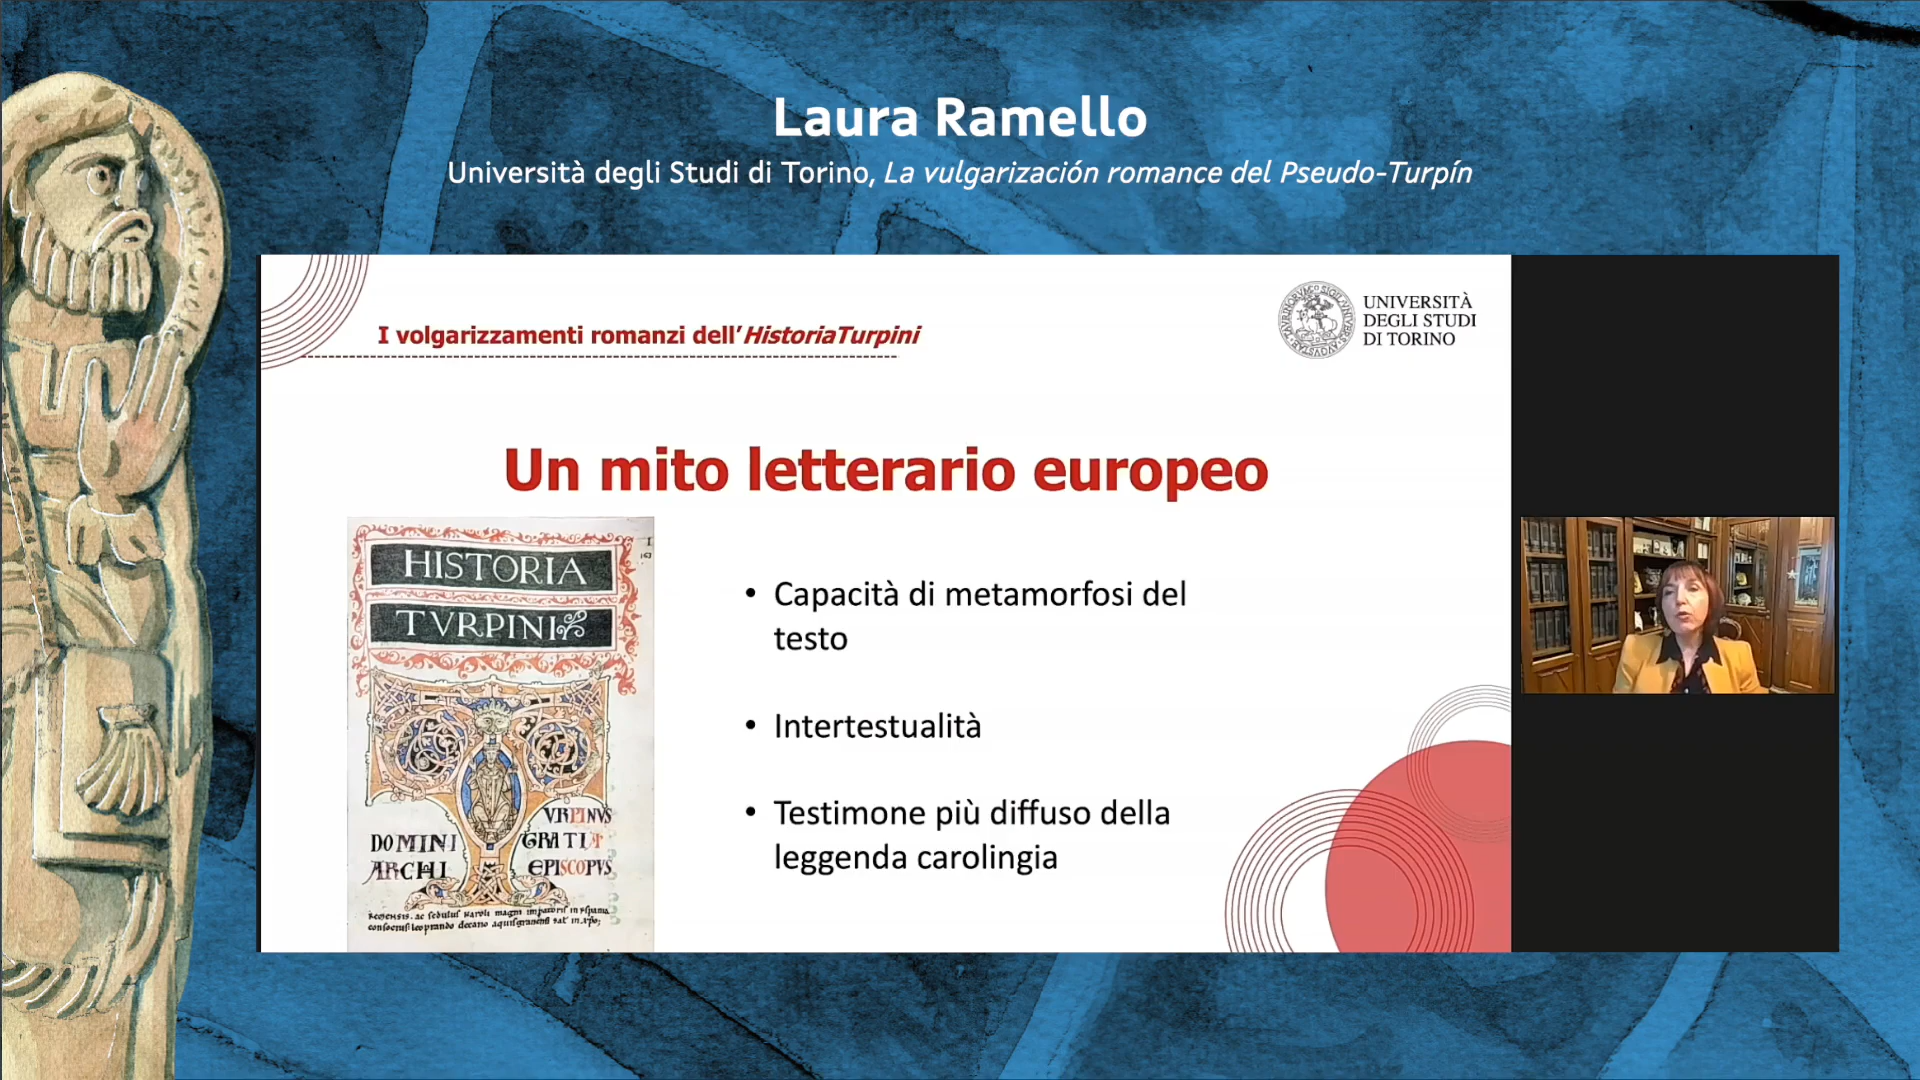 Laura Ramello
Università degli Studi di Torino, La vulgarización romance del Pseudo-Turpín
I volgarizzamenti romanzi dell'HistoriaTurpini
UNIVERSITÀ
DEGLI STUDI
DI TORINO
Un mito letterario europeo
HISTORIA
TVRPINI
VRPINVS
DOMINI GRATIA
ARCHI EPISCOPVS
• Capacità di metamorfosi del
testo
• Intertestualità
• Testimone più diffuso della
leggenda carolingia